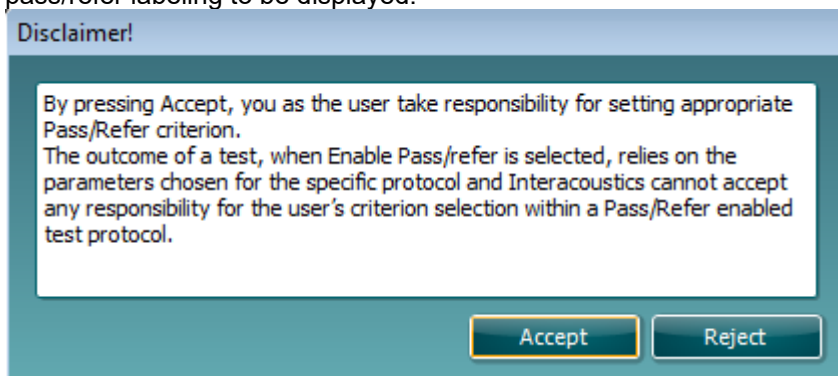 pass/refer labeling to be displayed.
Disclaimer!
By pressing Accept, you as the user take responsibility for setting appropriate
Pass/Refer criterion.
The outcome of a test, when Enable Pass/refer is selected, relies on the
parameters chosen for the specific protocol and Interacoustics cannot accept
any responsibility for the user's criterion selection within a Pass/Refer enabled
test protocol.
Accept
Reject